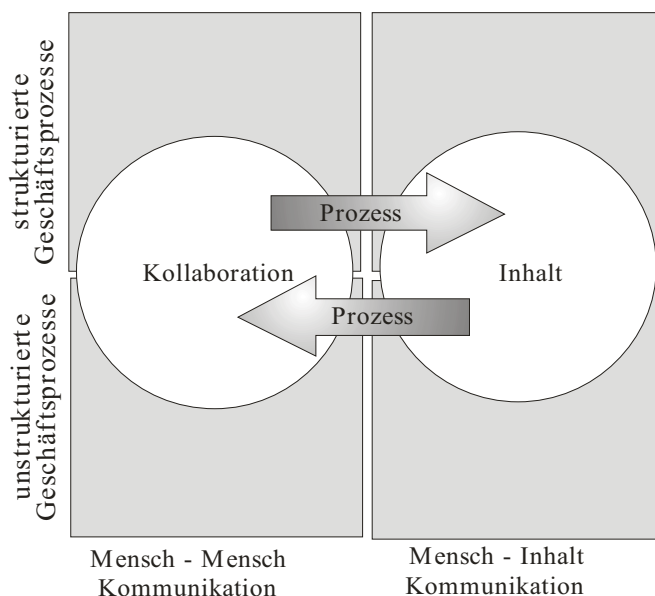 strukturierte
Geschäftsprozesse
Prozess
Kollaboration
Inhalt
Prozess
unstrukturierte
Geschäftsprozesse
Mensch - Mensch
Kommunikation
Mensch - Inhalt
Kommunikation